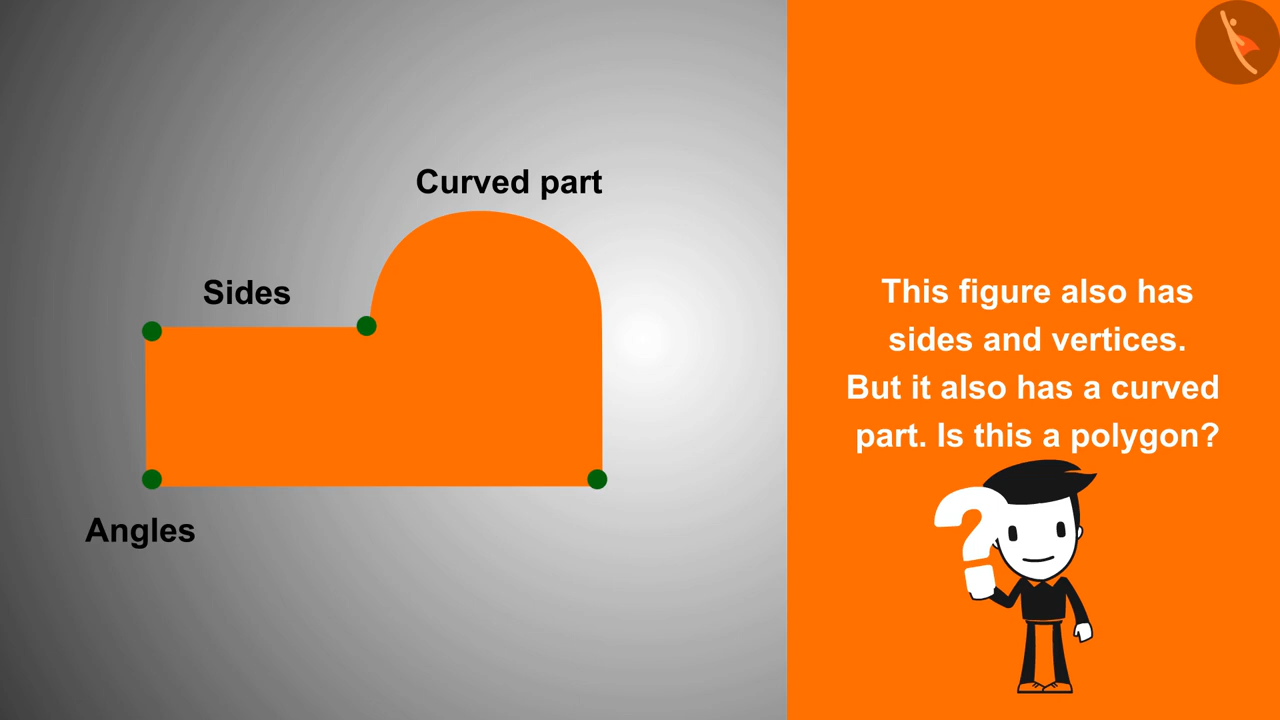 Curved part
Sides
Angles
This figure also has
sides and vertices.
But it also has a curved
part. Is this a polygon?
?